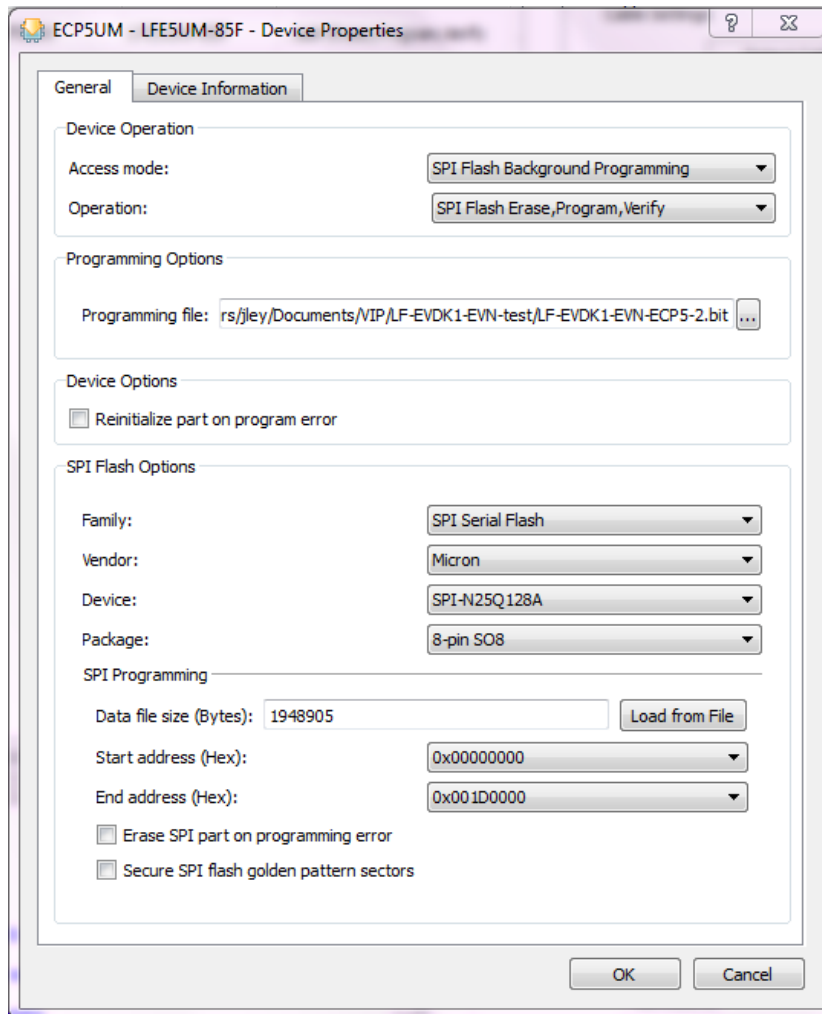 ECP5UM - LFE5UM-85F - Device Properties
General Device Information
Device Operation
Access mode: SPI Flash Background Programming
Operation: SPI Flash Erase,Program,Verify
Programming Options
Programming file: rs/jley/Documents/VIP/LF-EVDK1-EVN-test/LF-EVDK1-EVN-ECP5-2.bit ...
Device Options
Reinitialize part on program error
SPI Flash Options
Family: SPI Serial Flash
Vendor: Micron
Device: SPI-N25Q128A
Package: 8-pin SO8
SPI Programming
Data file size (Bytes): 1948905 Load from File
Start address (Hex): 0x00000000
End address (Hex): 0x001D0000
Erase SPI part on programming error
Secure SPI flash golden pattern sectors
OK Cancel